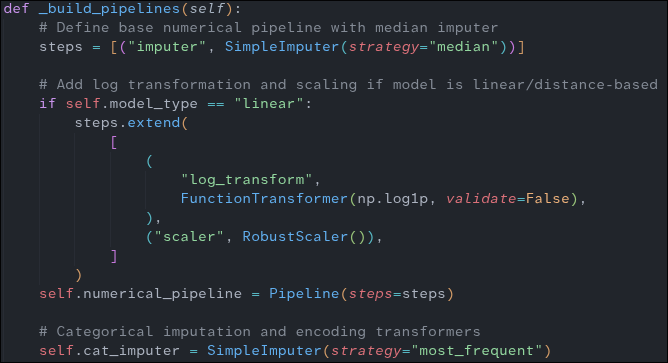 def _build_pipelines(self):
    # Define base numerical pipeline with median imputer
    steps = [("imputer", SimpleImputer(strategy="median"))]

    # Add log transformation and scaling if model is linear/distance-based
    if self.model_type == "linear":
        steps.extend(
            [
                (
                    "log_transform",
                    FunctionTransformer(np.log1p, validate=False),
                ),
                ("scaler", RobustScaler()),
            ]
        )
    self.numerical_pipeline = Pipeline(steps=steps)

    # Categorical imputation and encoding transformers
    self.cat_imputer = SimpleImputer(strategy="most_frequent")